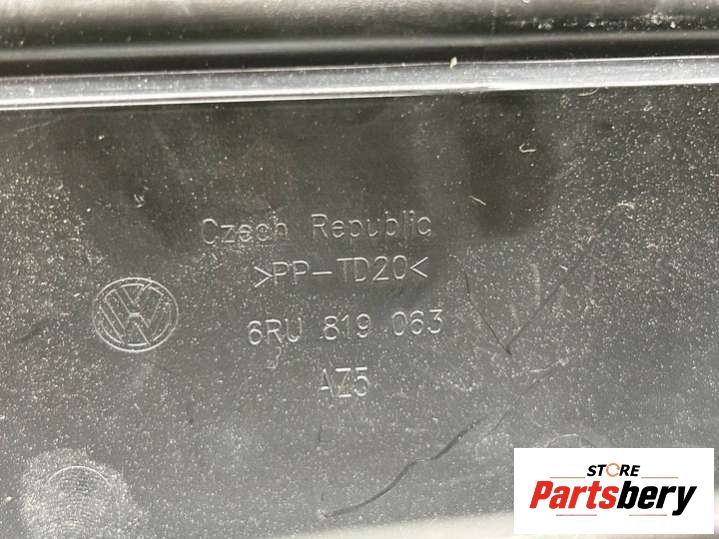 Czech Republic
>PP-TD20<
6RU 819 063
AZ5
STORE
Partsbery